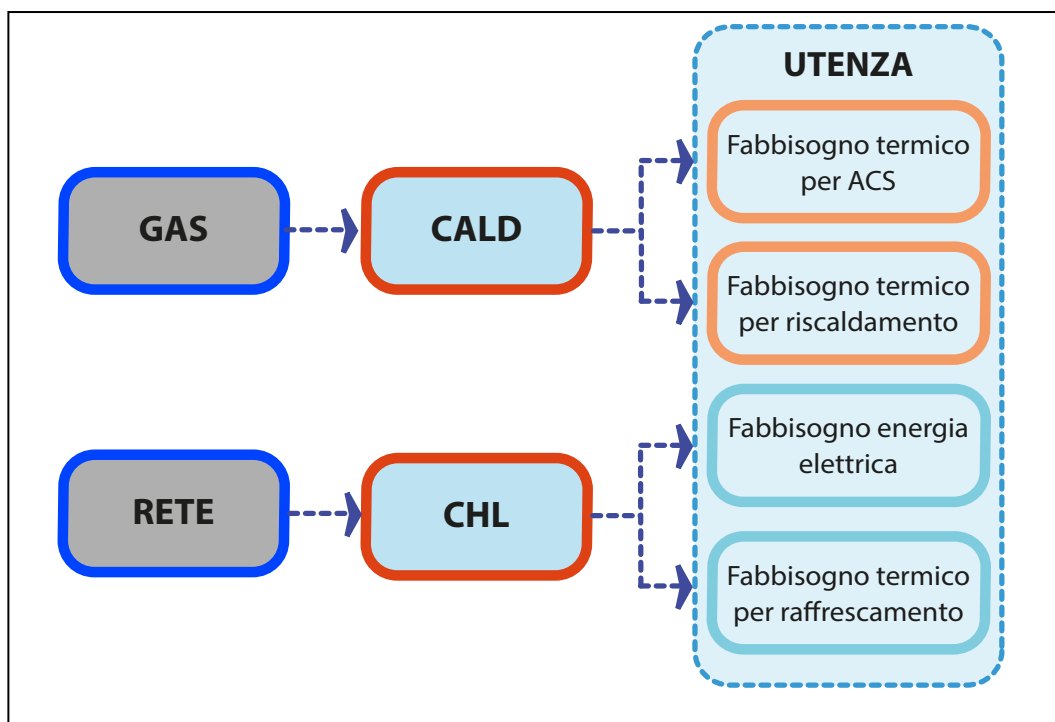 UTENZA
Fabbisogno termico
per ACS
GAS
CALD
Fabbisogno termico
per riscaldamento
Fabbisogno energia
elettrica
RETE
CHL
Fabbisogno termico
per raffrescamento